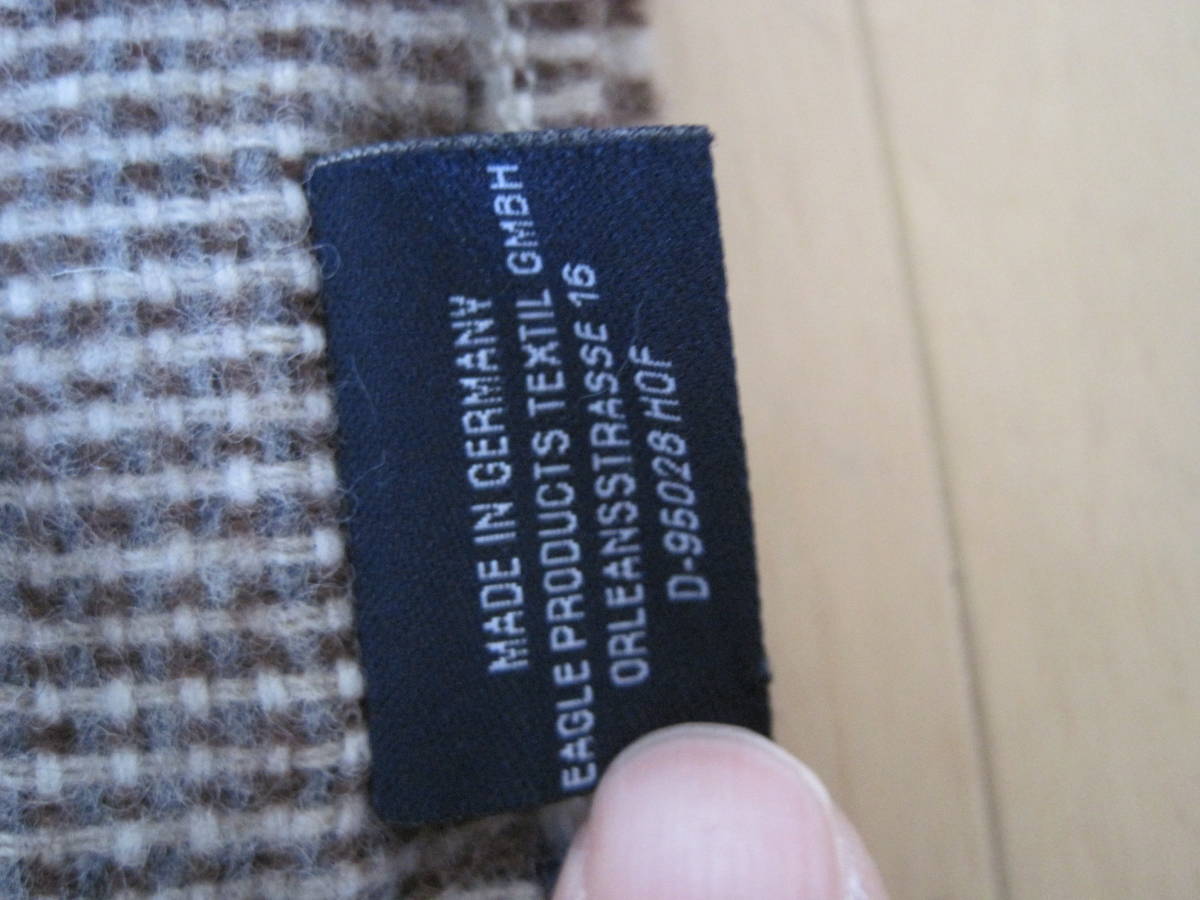 MADE IN GERMANY
EAGLE PRODUCTS TEXTIL GMBH
ORLEANSSTRASSE 16
D-95028 HOF